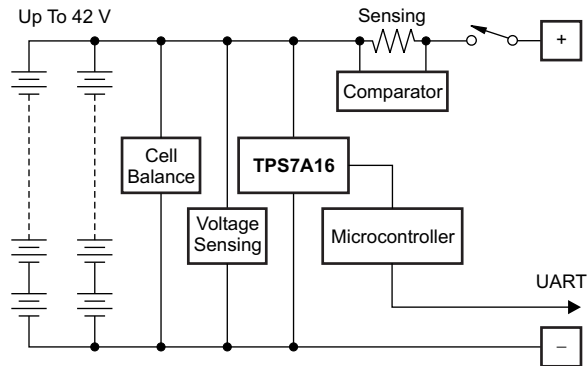 Up To 42 V
Sensing
+
Comparator
Cell
Balance
TPS7A16
Voltage
Sensing
Microcontroller
UART
–